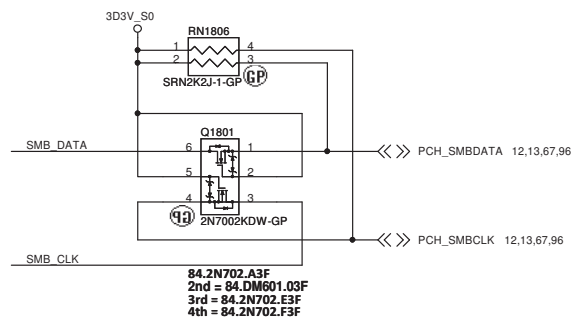 3D3V_S0
RN1806
1 4
2 3
SRN2K2J-1-GP
GP
Q1801
SMB_DATA 6 1 PCH_SMBDATA 12,13,67,96
5 2
4 3
GP 2N7002KDW-GP
PCH_SMBCLK 12,13,67,96
SMB_CLK
84.2N702.A3F
2nd = 84.DM601.03F
3rd = 84.2N702.E3F
4th = 84.2N702.F3F